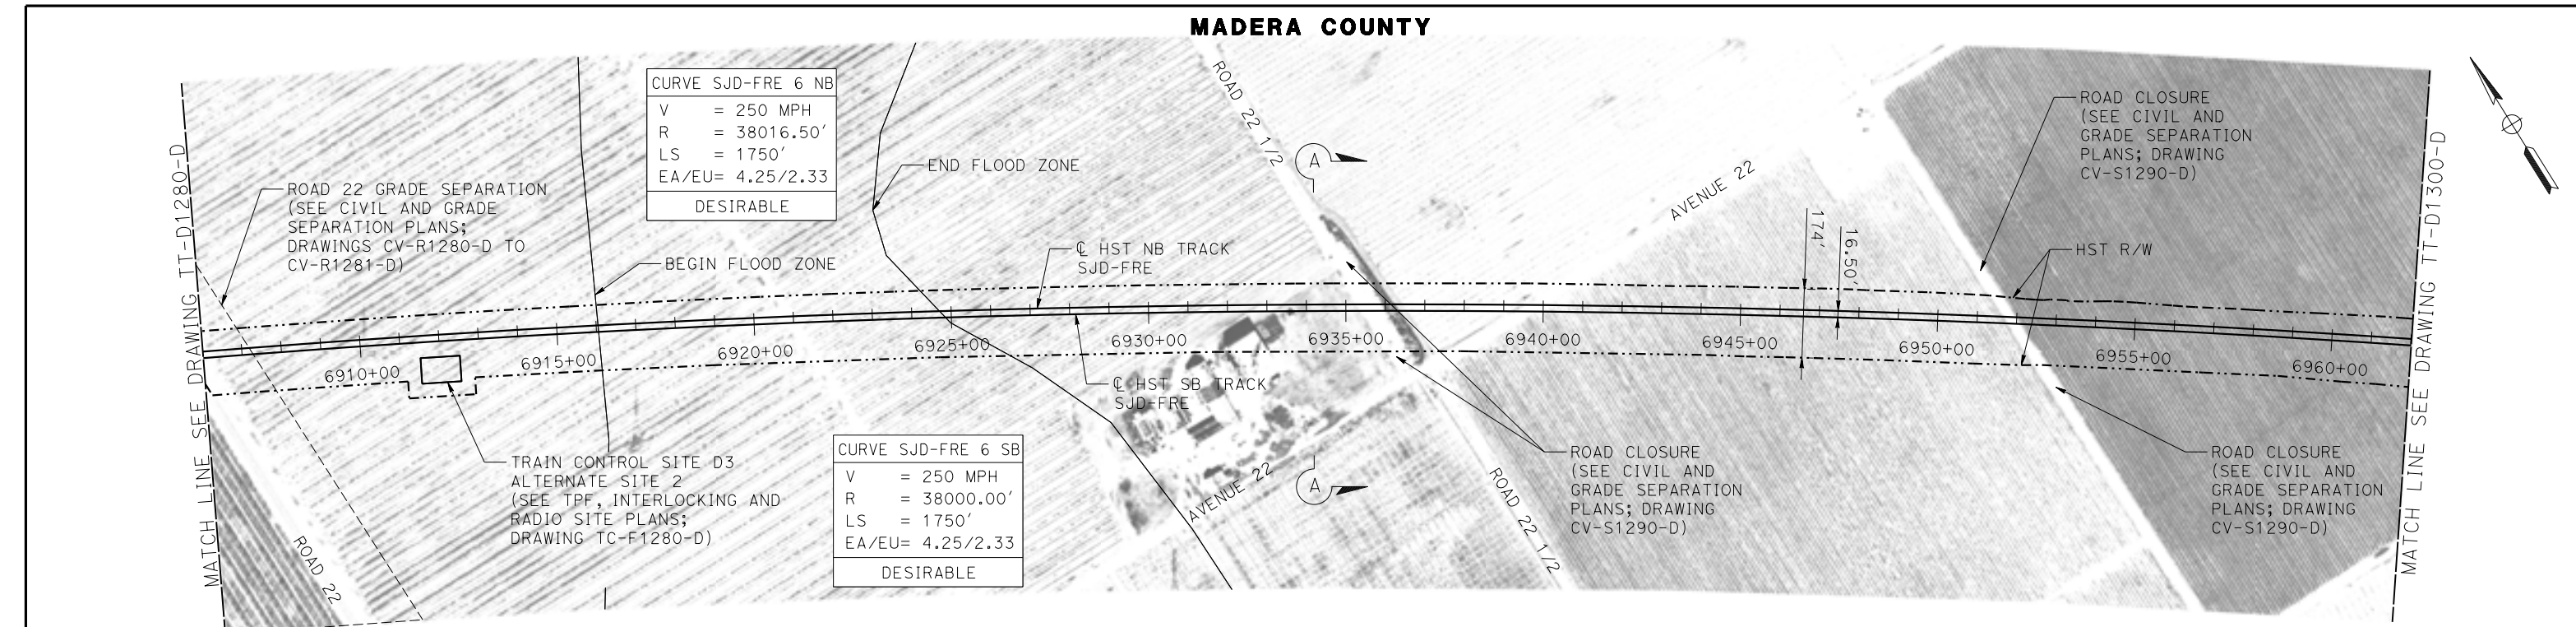 MADERA COUNTY
MATCH LINE SEE DRAWING TT-D1280-D
ROAD 22 GRADE SEPARATION
(SEE CIVIL AND GRADE
SEPARATION PLANS;
DRAWINGS CV-R1280-D TO
CV-R1281-D)
CURVE SJD-FRE 6 NB
V = 250 MPH
R = 38016.50′
LS = 1750′
EA/EU= 4.25/2.33
DESIRABLE
END FLOOD ZONE
BEGIN FLOOD ZONE
℄ HST NB TRACK
SJD-FRE
ROAD 22 1/2
A
AVENUE 22
174′
16.50′
ROAD CLOSURE
(SEE CIVIL AND
GRADE SEPARATION
PLANS; DRAWING
CV-S1290-D)
HST R/W
6910+00
6915+00
6920+00
6925+00
6930+00
6935+00
6940+00
6945+00
6950+00
6955+00
6960+00
℄ HST SB TRACK
SJD-FRE
TRAIN CONTROL SITE D3
ALTERNATE SITE 2
(SEE TPF, INTERLOCKING AND
RADIO SITE PLANS;
DRAWING TC-F1280-D)
ROAD 22
CURVE SJD-FRE 6 SB
V = 250 MPH
R = 38000.00′
LS = 1750′
EA/EU= 4.25/2.33
DESIRABLE
AVENUE 22
A
ROAD 22 1/2
ROAD CLOSURE
(SEE CIVIL AND
GRADE SEPARATION
PLANS; DRAWING
CV-S1290-D)
ROAD CLOSURE
(SEE CIVIL AND
GRADE SEPARATION
PLANS; DRAWING
CV-S1290-D)
MATCH LINE SEE DRAWING TT-D1300-D